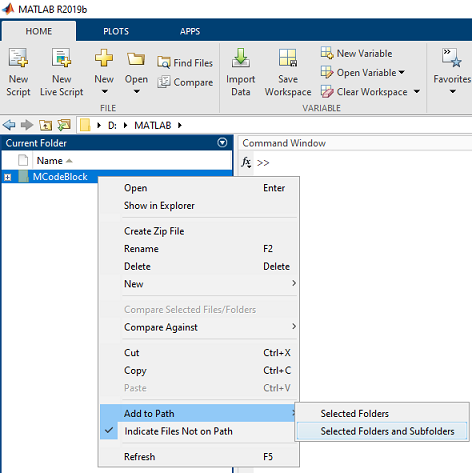 MATLAB R2019b
HOME PLOTS APPS
New Script
New Live Script
New
Open
Find Files
Compare
Import Data
Save Workspace
New Variable
Open Variable
Clear Workspace
Favorites
FILE
VARIABLE
D: MATLAB
Current Folder
Command Window
Name
fx >>
MCodeBlock
Open Enter
Show in Explorer
Create Zip File
Rename F2
Delete Delete
New
Compare Selected Files/Folders
Compare Against
Cut Ctrl+X
Copy Ctrl+C
Paste Ctrl+V
Add to Path
Selected Folders
Indicate Files Not on Path
Selected Folders and Subfolders
Refresh F5